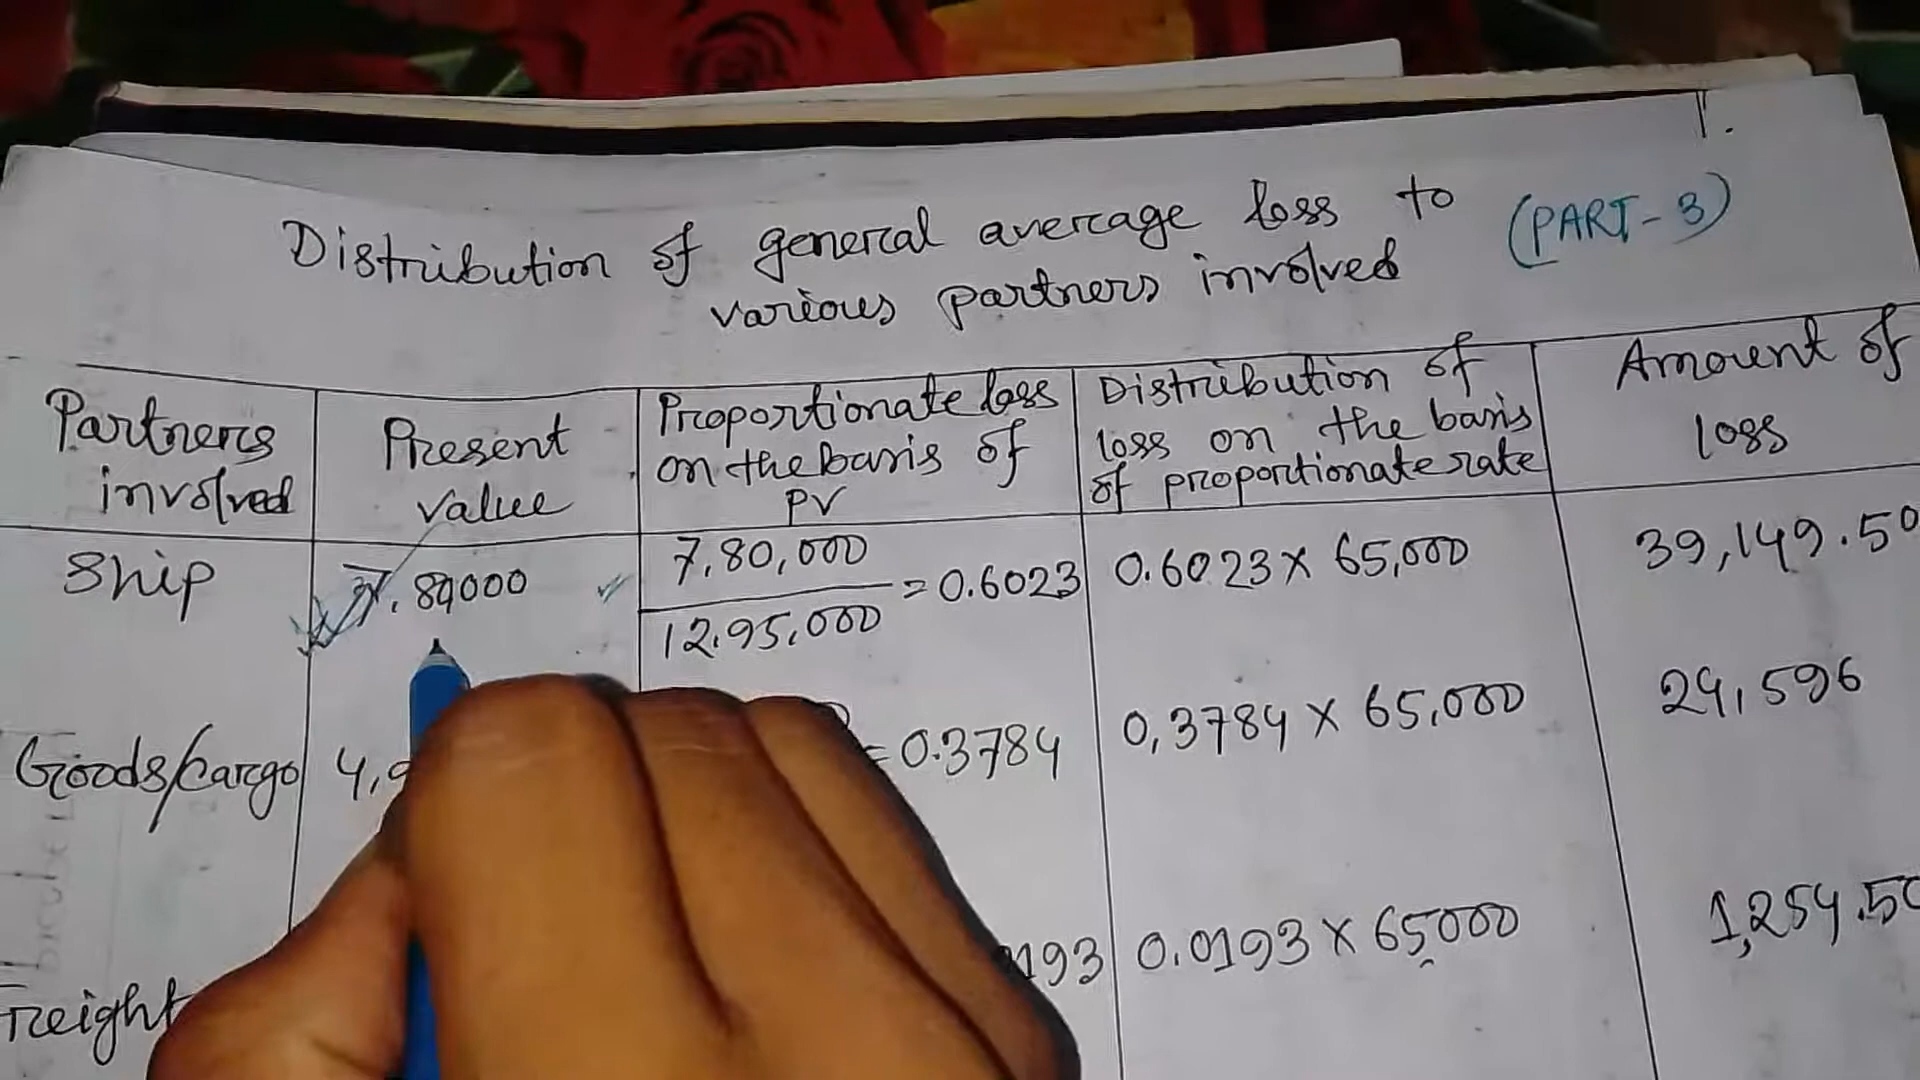 1.
Distribution of general average loss to
various partners involved
(PART-3)
Partners
involved
Present
value
Proportionate loss
on the basis of
PV
Distribution of
loss on the basis
of proportionate rate
Amount of
loss
Ship
7,80,000
12,95,000
= 0.6023
0.6023 × 65,000
39,149.50
Goods/cargo
= 0.3784
0,3784 × 65,000
24,596
Freight
0.0193 × 65000